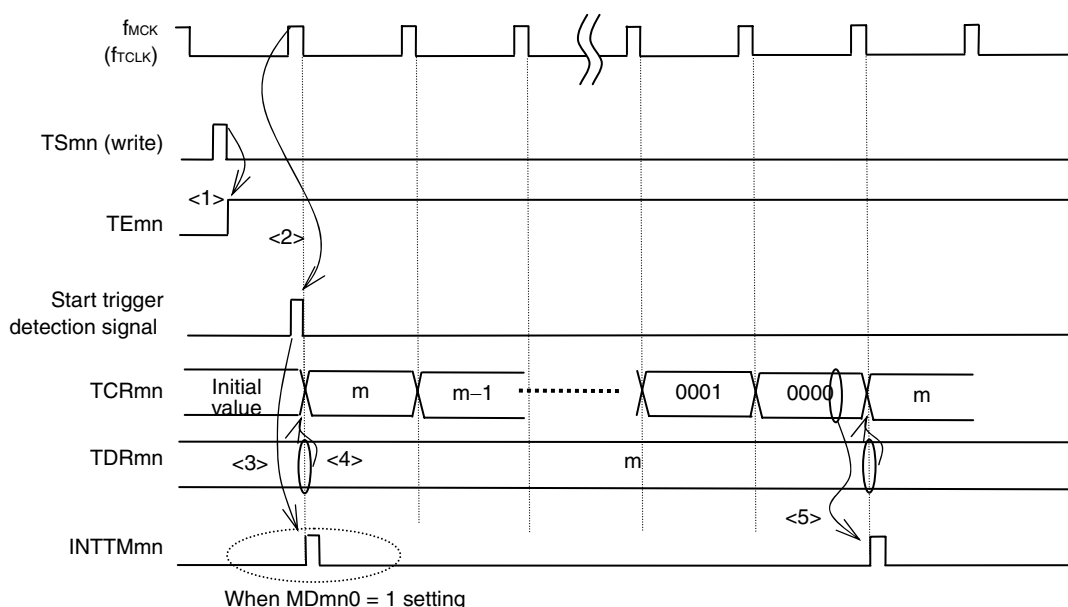 fMCK
(fTCLK)
TSmn (write)
<1>
TEmn
<2>
Start trigger
detection signal
TCRmn
Initial
value
m
m−1
0001
0000
m
TDRmn
<3>
<4>
m
<5>
INTTMmn
When MDmn0 = 1 setting